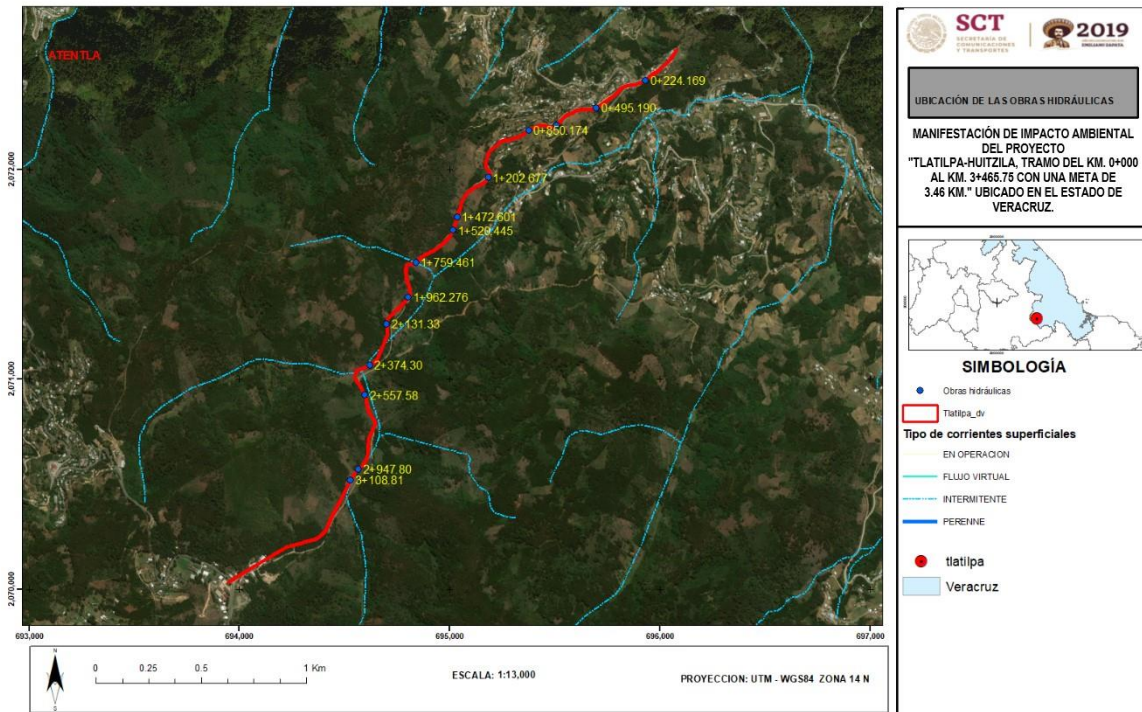 ATENTLA
0+224.169
0+495.190
0+850.174
1+202.677
1+472.601
1+520.445
1+759.461
1+962.276
2+131.33
2+374.30
2+557.58
2+947.80
3+108.81
2,072,000
2,071,000
2,070,000
693,000
694,000
695,000
696,000
697,000
N
0 0.25 0.5 1 Km
ESCALA: 1:13,000
PROYECCION: UTM - WGS84 ZONA 14 N
SCT
SECRETARÍA DE
COMUNICACIONES
Y TRANSPORTES
2019
EMILIANO ZAPATA
UBICACIÓN DE LAS OBRAS HIDRÁULICAS
MANIFESTACIÓN DE IMPACTO AMBIENTAL
DEL PROYECTO
"TLATILPA-HUITZILA, TRAMO DEL KM. 0+000
AL KM. 3+465.75 CON UNA META DE
3.46 KM." UBICADO EN EL ESTADO DE
VERACRUZ.
SIMBOLOGÍA
Obras hidráulicas
Tlatilpa_dv
Tipo de corrientes superficiales
EN OPERACION
FLUJO VIRTUAL
INTERMITENTE
PERENNE
tlatilpa
Veracruz